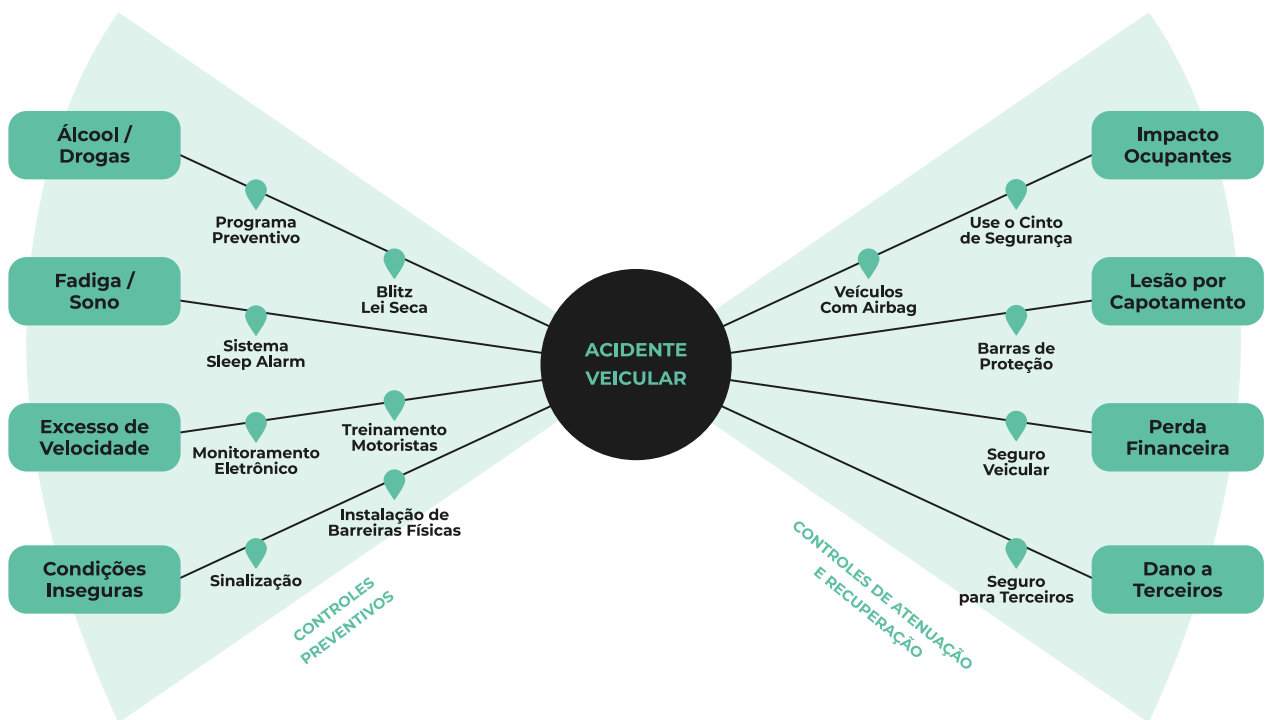 Álcool /
Drogas
Programa
Preventivo
Blitz
Lei Seca
Fadiga /
Sono
Sistema
Sleep Alarm
Excesso de
Velocidade
Monitoramento
Eletrônico
Treinamento
Motoristas
Condições
Inseguras
Sinalização
Instalação de
Barreiras Físicas
CONTROLES
PREVENTIVOS
ACIDENTE
VEICULAR
Impacto
Ocupantes
Use o Cinto
de Segurança
Veículos
Com Airbag
Lesão por
Capotamento
Barras de
Proteção
Perda
Financeira
Seguro
Veicular
Dano a
Terceiros
Seguro
para Terceiros
CONTROLES DE ATENUAÇÃO
E RECUPERAÇÃO